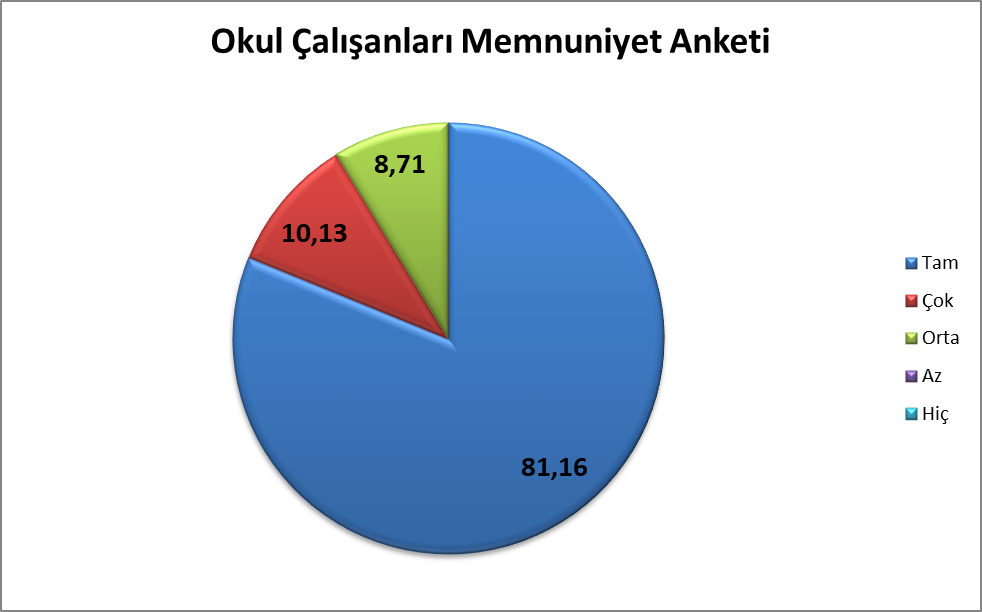 Okul Çalışanları Memnuniyet Anketi
8,71
10,13
81,16
Tam
Çok
Orta
Az
Hiç